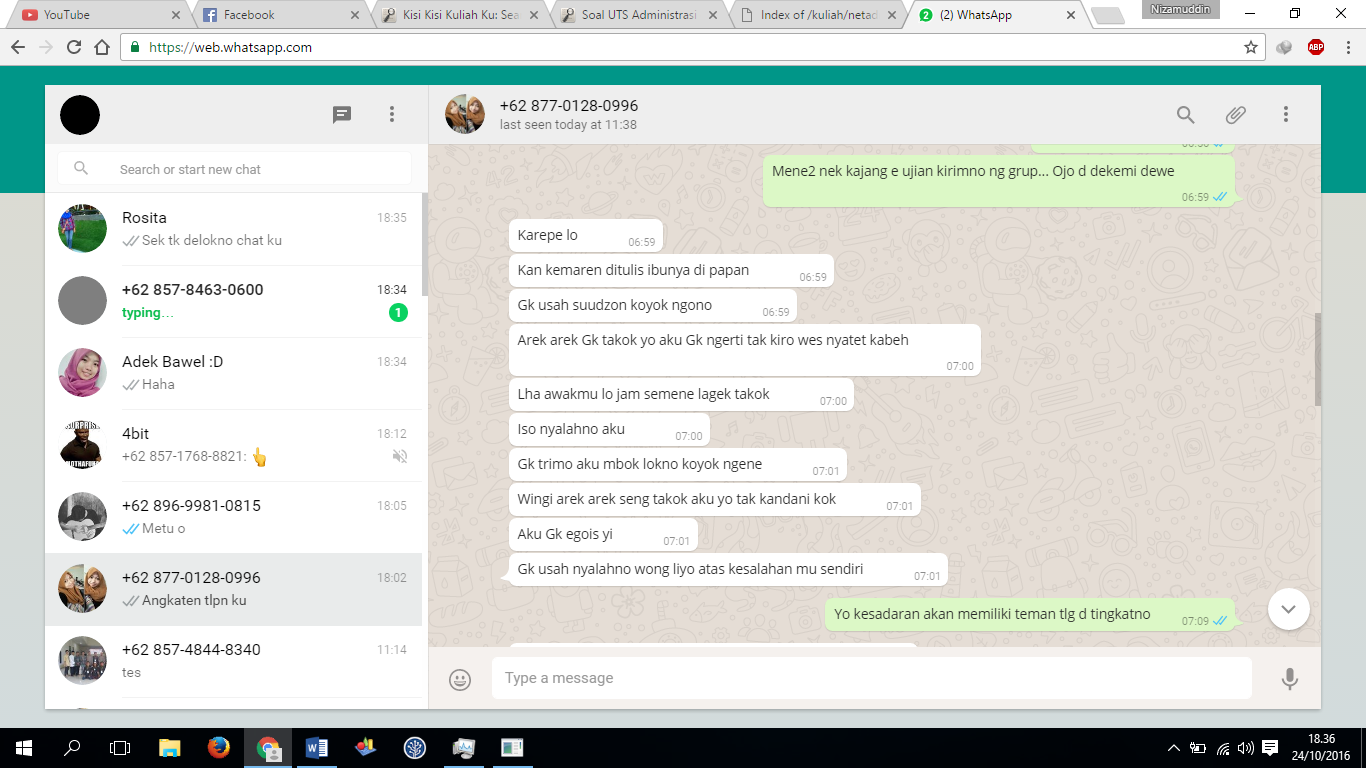 YouTube
Facebook
Kisi Kisi Kuliah Ku: Sea
Soal UTS Administrasi
Index of /kuliah/netad
2 (2) WhatsApp
Nizamuddin
https://web.whatsapp.com
ABP
Search or start new chat
Rosita 18:35
Sek tk delokno chat ku
+62 857-8463-0600 18:34
typing... 1
Adek Bawel :D 18:34
Haha
4bit 18:12
+62 857-1768-8821: 👆
+62 896-9981-0815 18:05
Metu o
+62 877-0128-0996 18:02
Angkaten tlpn ku
+62 857-4844-8340 11:14
tes
+62 877-0128-0996
last seen today at 11:38
Mene2 nek kajang e ujian kirimno ng grup... Ojo d dekemi dewe
06:59
Karepe lo 06:59
Kan kemaren ditulis ibunya di papan 06:59
Gk usah suudzon koyok ngono 06:59
Arek arek Gk takok yo aku Gk ngerti tak kiro wes nyatet kabeh
07:00
Lha awakmu lo jam semene lagek takok 07:00
Iso nyalahno aku 07:00
Gk trimo aku mbok lokno koyok ngene 07:01
Wingi arek arek seng takok aku yo tak kandani kok 07:01
Aku Gk egois yi 07:01
Gk usah nyalahno wong liyo atas kesalahan mu sendiri 07:01
Yo kesadaran akan memiliki teman tlg d tingkatno 07:09
Type a message
18.36
24/10/2016